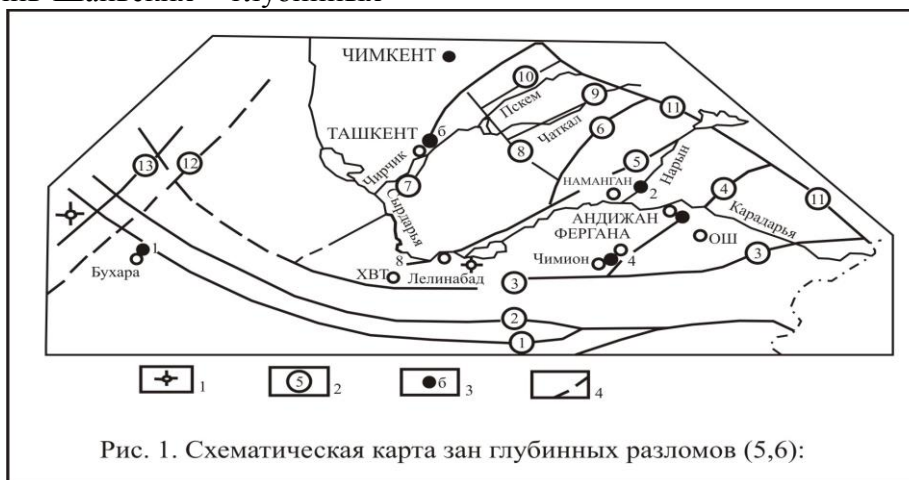 ЧИМКЕНТ
10
Пскем
9
11
ТАШКЕНТ
б
Чаткал
6
8
5
13
12
Чирчик
7
Нарын
НАМАНГАН
2
4
Сырдарья
АНДИЖАН
Карадарья
11
ФЕРГАНА
ОШ
1
Бухара
8
ХВТ
Лелинабад
Чимион
4
3
3
2
1
1
5
2
б
3
4
Рис. 1. Схематическая карта зан глубинных разломов (5,6):